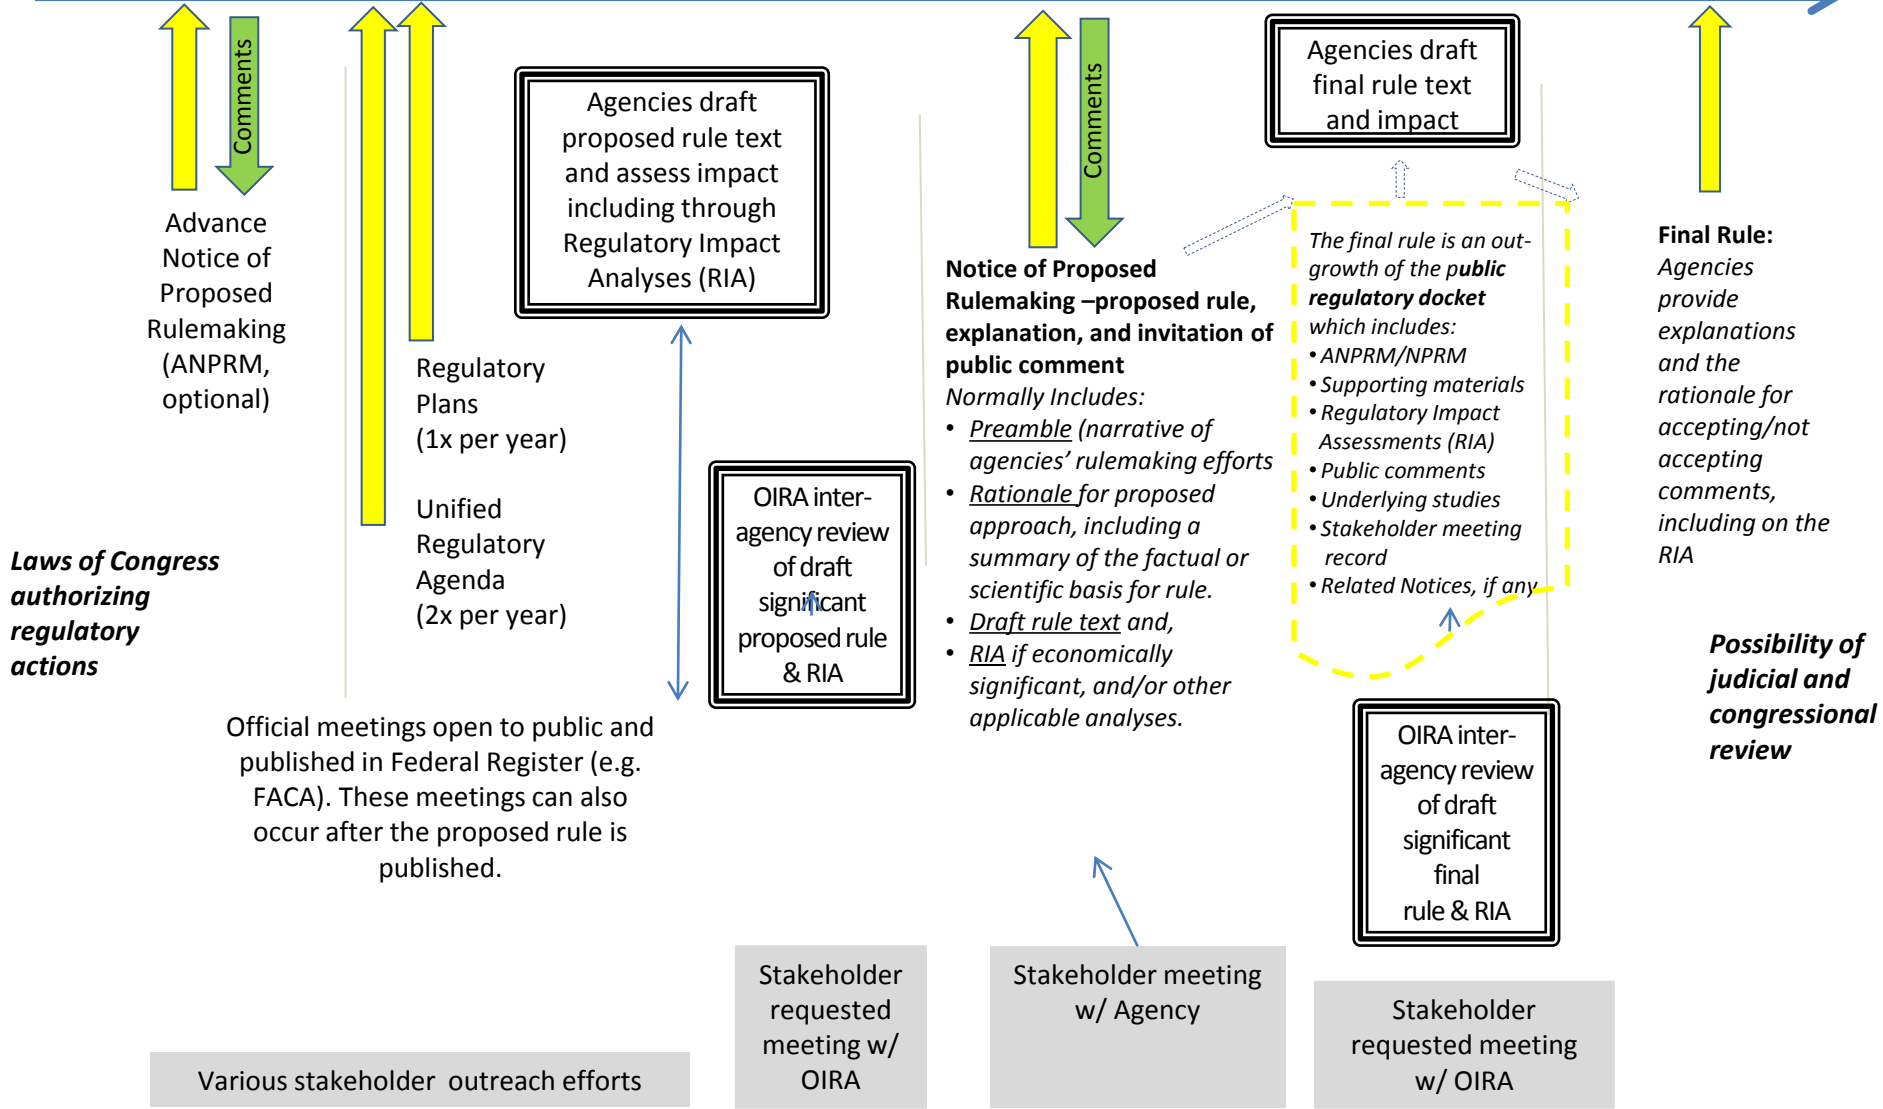 Comments
Advance
Notice of
Proposed
Rulemaking
(ANPRM,
optional)
Laws of Congress
authorizing
regulatory
actions
Regulatory
Plans
(1x per year)
Unified
Regulatory
Agenda
(2x per year)
Agencies draft
proposed rule text
and assess impact
including through
Regulatory Impact
Analyses (RIA)
OIRA inter-
agency review
of draft
significant
proposed rule
& RIA
Official meetings open to public and
published in Federal Register (e.g.
FACA). These meetings can also
occur after the proposed rule is
published.
Comments
Notice of Proposed
Rulemaking –proposed rule,
explanation, and invitation of
public comment
Normally Includes:
• Preamble (narrative of
agencies’ rulemaking efforts
• Rationale for proposed
approach, including a
summary of the factual or
scientific basis for rule.
• Draft rule text and,
• RIA if economically
significant, and/or other
applicable analyses.
Agencies draft
final rule text
and impact
The final rule is an out-
growth of the public
regulatory docket
which includes:
• ANPRM/NPRM
• Supporting materials
• Regulatory Impact
Assessments (RIA)
• Public comments
• Underlying studies
• Stakeholder meeting
record
• Related Notices, if any
OIRA inter-
agency review
of draft
significant
final
rule & RIA
Final Rule:
Agencies
provide
explanations
and the
rationale for
accepting/not
accepting
comments,
including on the
RIA
Possibility of
judicial and
congressional
review
Various stakeholder outreach efforts
Stakeholder
requested
meeting w/
OIRA
Stakeholder meeting
w/ Agency
Stakeholder
requested meeting
w/ OIRA